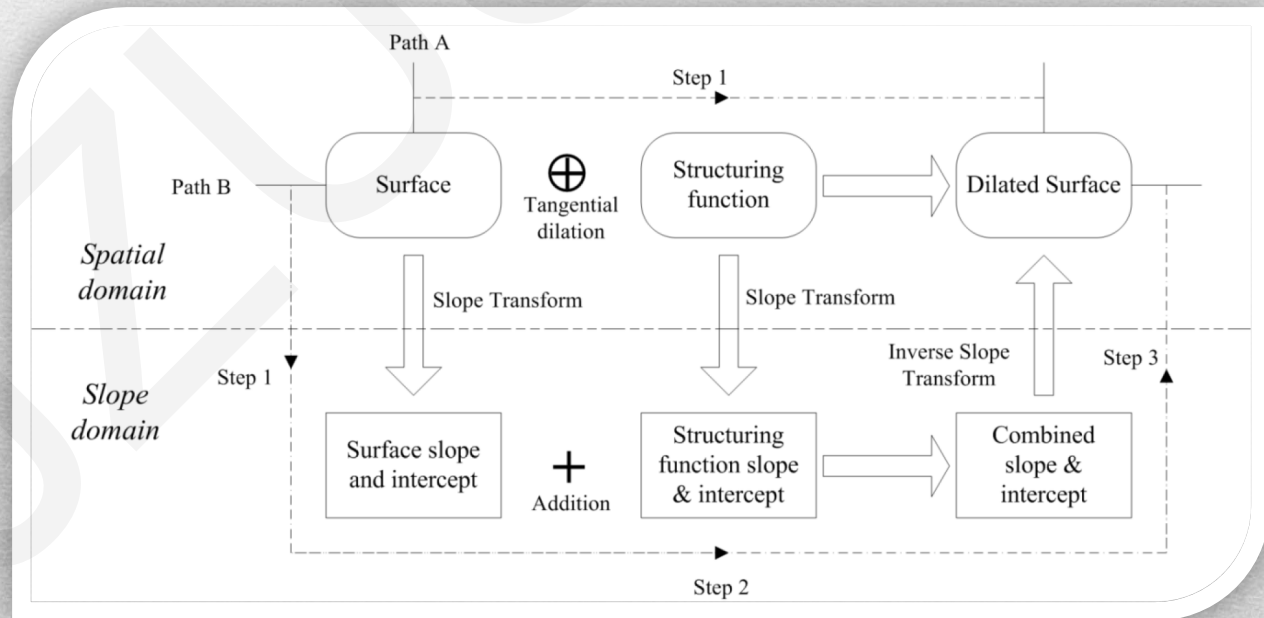 Path A
Step 1
Path B
Surface
⊕
Tangential
dilation
Structuring
function
Dilated Surface
Spatial
domain
Slope Transform
Slope Transform
Inverse Slope
Transform
Step 3
Step 1
Slope
domain
Surface slope
and intercept
+
Addition
Structuring
function slope
& intercept
Combined
slope &
intercept
Step 2